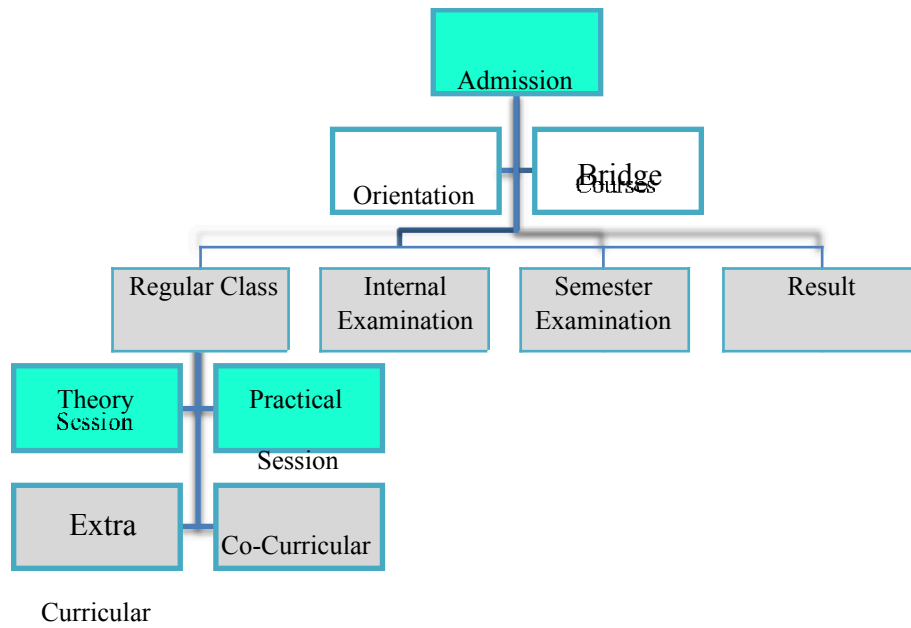 Admission
Orientation
Bridge
Courses
Regular Class
Internal
Examination
Semester
Examination
Result
Theory
Session
Practical
Session
Extra
Curricular
Co-Curricular